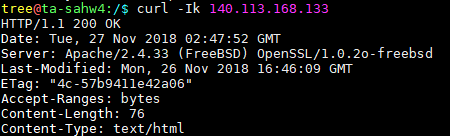 tree@ta-sahw4:/$ curl -Ik 140.113.168.133
HTTP/1.1 200 OK
Date: Tue, 27 Nov 2018 02:47:52 GMT
Server: Apache/2.4.33 (FreeBSD) OpenSSL/1.0.2o-freebsd
Last-Modified: Mon, 26 Nov 2018 16:46:09 GMT
ETag: "4c-57b9411e42a06"
Accept-Ranges: bytes
Content-Length: 76
Content-Type: text/html